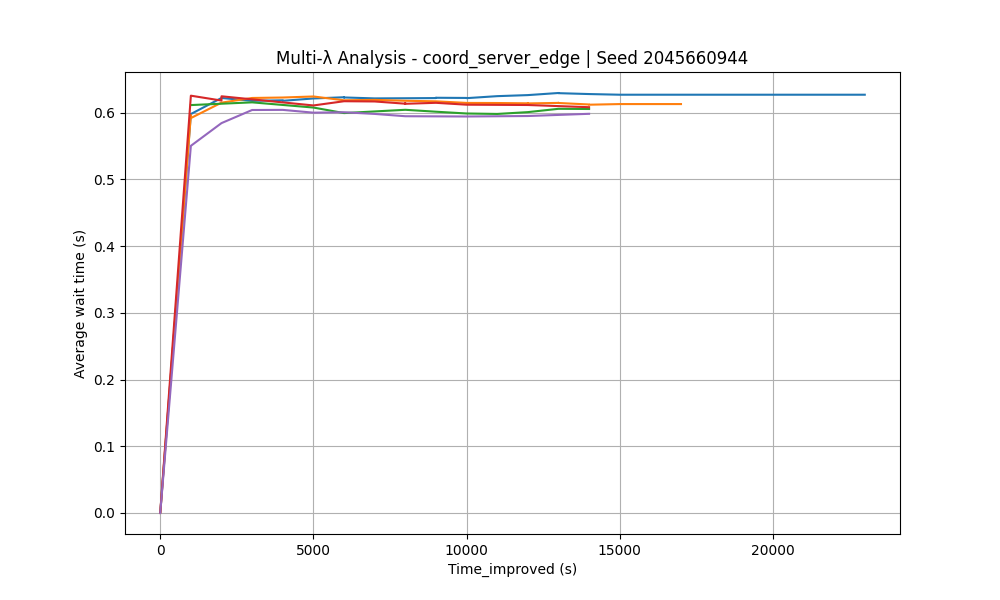 Multi-λ Analysis - coord_server_edge | Seed 2045660944
Average wait time (s)
0.6
0.5
0.4
0.3
0.2
0.1
0.0
0 5000 10000 15000 20000
Time_improved (s)